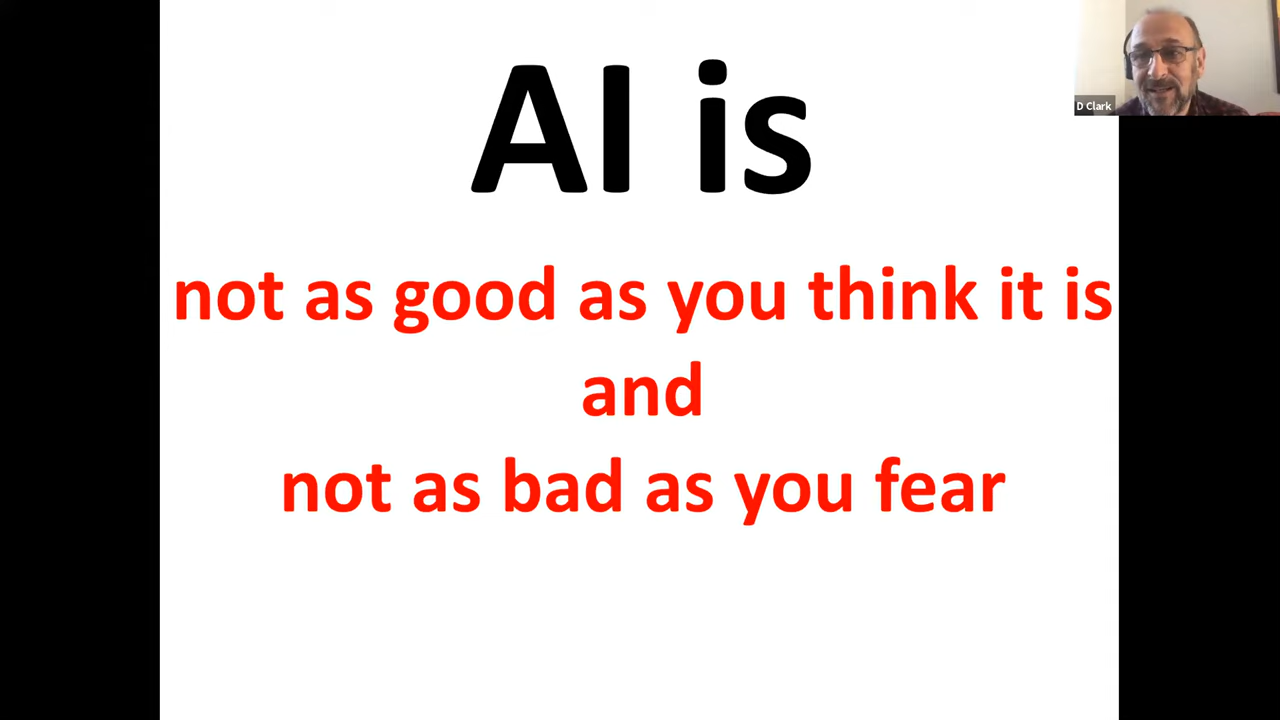 AI is
D Clark
not as good as you think it is
and
not as bad as you fear